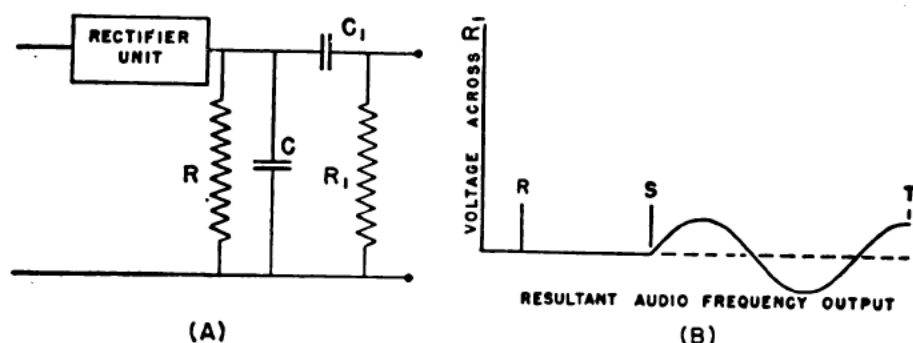 RECTIFIER
UNIT
C1
R
C
R1
(A)
VOLTAGE ACROSS R1
R
S
T
RESULTANT AUDIO FREQUENCY OUTPUT
(B)